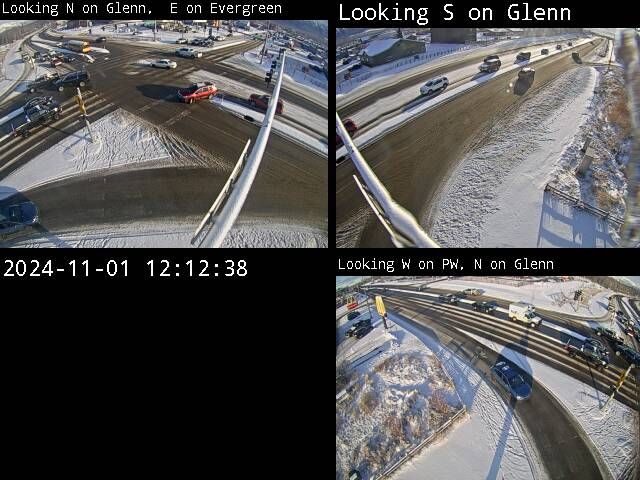 Looking N on Glenn, E on Evergreen
Looking S on Glenn
2024-11-01 12:12:38
Looking W on PW, N on Glenn